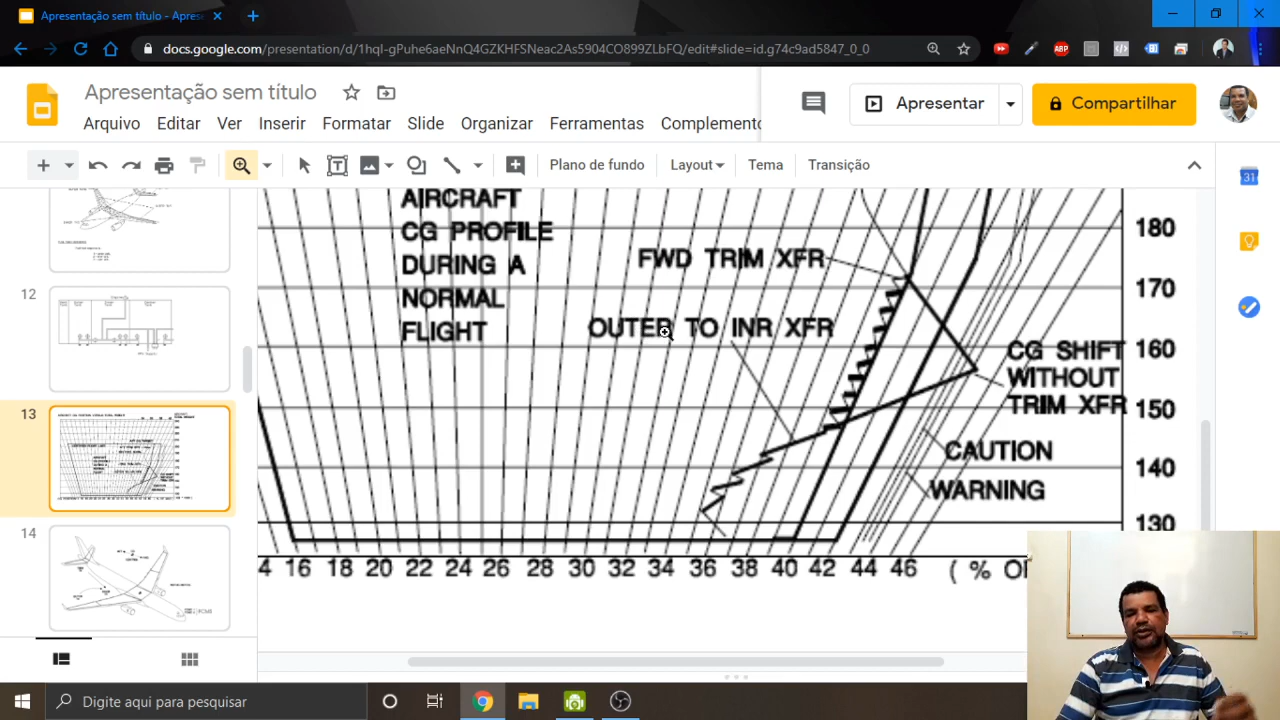 Apresentação sem título - Aprese
docs.google.com/presentation/d/1hqI-gPuhe6aeNnQ4GZKHFSNeac2As5904CO899ZLbFQ/edit#slide=id.g74c9ad5847_0_0
ABP
Apresentação sem título
Apresentar
Compartilhar
Arquivo Editar Ver Inserir Formatar Slide Organizar Ferramentas Complemento
Plano de fundo Layout Tema Transição
31
12
13
14
AIRCRAFT
CG PROFILE
DURING A
NORMAL
FLIGHT
FWD TRIM XFR
OUTER TO INR XFR
CG SHIFT
WITHOUT
TRIM XFR
CAUTION
WARNING
180
170
160
150
140
130
4 16 18 20 22 24 26 28 30 32 34 36 38 40 42 44 46 ( % O
Digite aqui para pesquisar